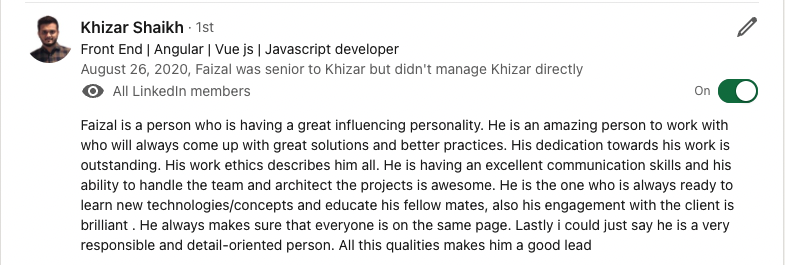 Khizar Shaikh · 1st
Front End | Angular | Vue js | Javascript developer
August 26, 2020, Faizal was senior to Khizar but didn't manage Khizar directly
All LinkedIn members
On
Faizal is a person who is having a great influencing personality. He is an amazing person to work with
who will always come up with great solutions and better practices. His dedication towards his work is
outstanding. His work ethics describes him all. He is having an excellent communication skills and his
ability to handle the team and architect the projects is awesome. He is the one who is always ready to
learn new technologies/concepts and educate his fellow mates, also his engagement with the client is
brilliant . He always makes sure that everyone is on the same page. Lastly i could just say he is a very
responsible and detail-oriented person. All this qualities makes him a good lead